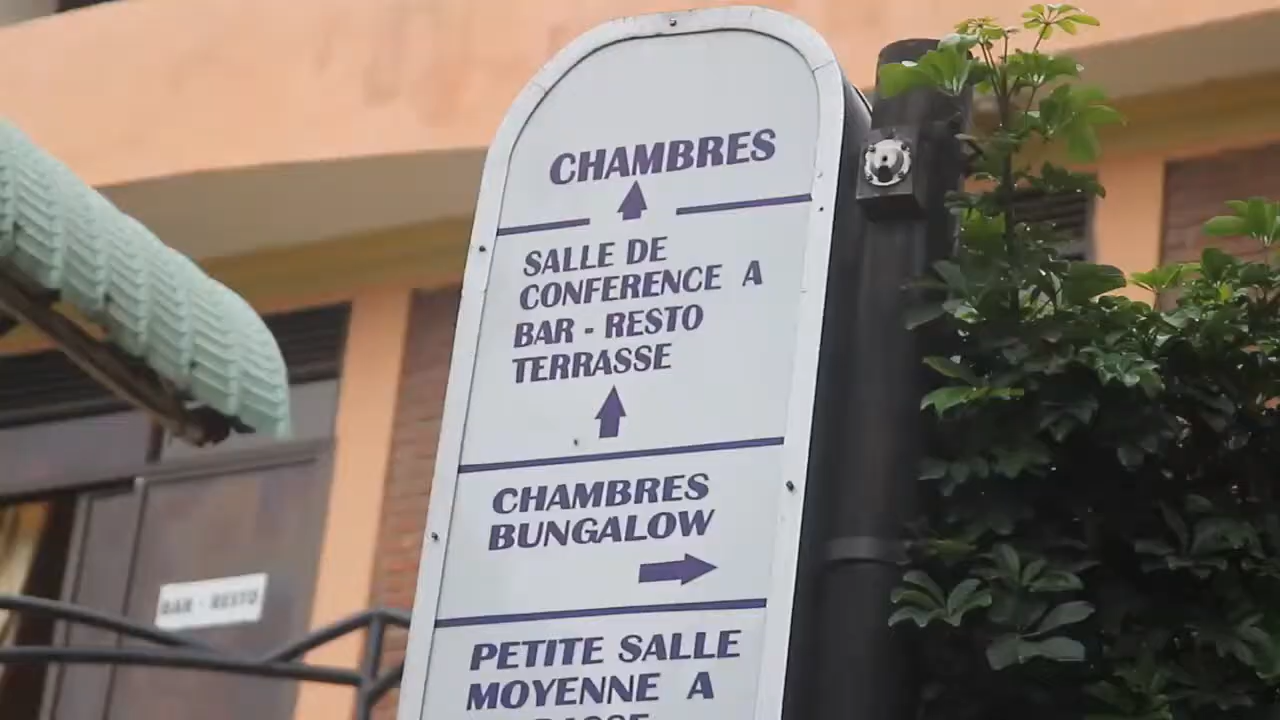 CHAMBRES
SALLE DE
CONFERENCE A
BAR - RESTO
TERRASSE
CHAMBRES
BUNGALOW
BAR - RESTO
PETITE SALLE
MOYENNE A